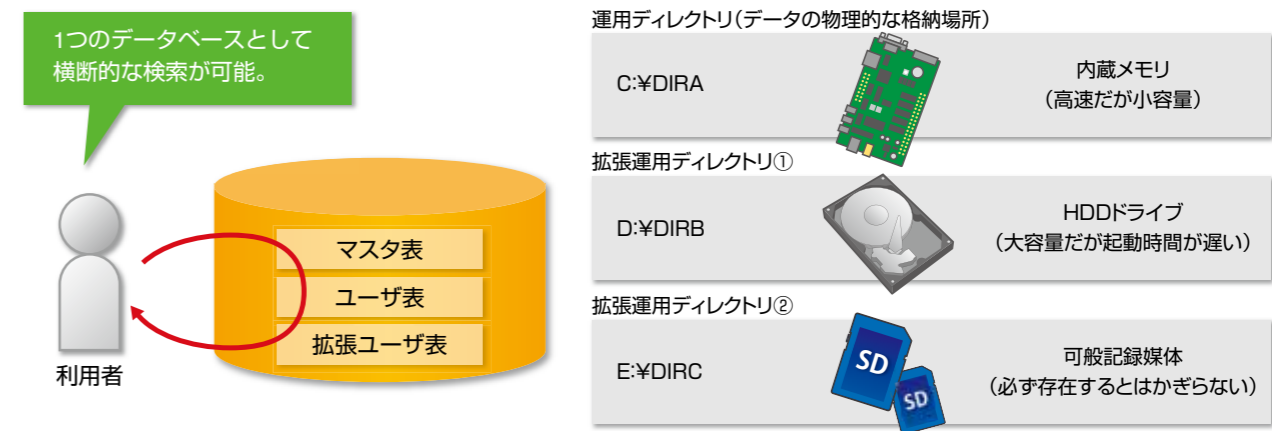 1つのデータベースとして
横断的な検索が可能。
利用者
マスタ表
ユーザ表
拡張ユーザ表
運用ディレクトリ（データの物理的な格納場所）
C:¥DIRA
内蔵メモリ
（高速だが小容量）
拡張運用ディレクトリ①
D:¥DIRB
HDDドライブ
（大容量だが起動時間が遅い）
拡張運用ディレクトリ②
E:¥DIRC
SD
SD
可般記録媒体
（必ず存在するとはかぎらない）